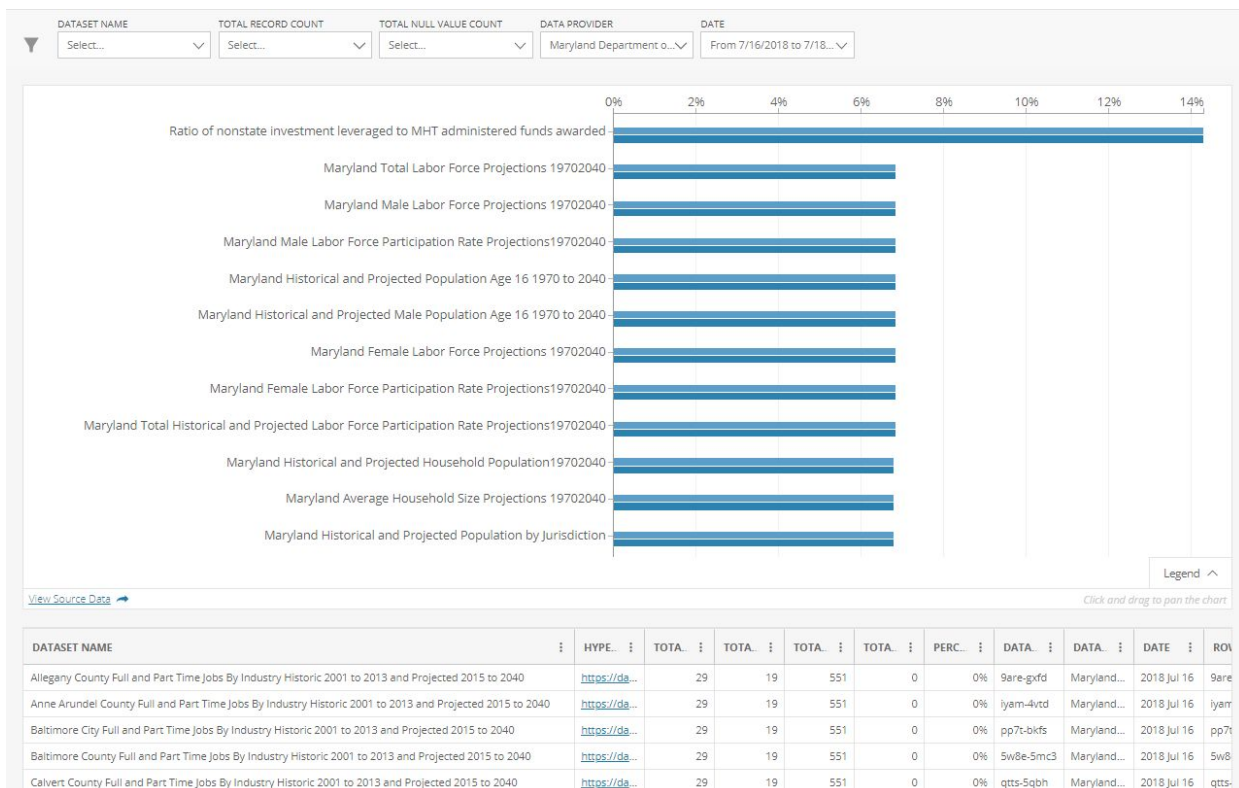 DATASET NAME TOTAL RECORD COUNT TOTAL NULL VALUE COUNT DATA PROVIDER DATE
Select... Select... Select... Maryland Department o... From 7/16/2018 to 7/18...
0% 2% 4% 6% 8% 10% 12% 14%
Ratio of nonstate investment leveraged to MHT administered funds awarded
Maryland Total Labor Force Projections 19702040
Maryland Male Labor Force Projections 19702040
Maryland Male Labor Force Participation Rate Projections19702040
Maryland Historical and Projected Population Age 16 1970 to 2040
Maryland Historical and Projected Male Population Age 16 1970 to 2040
Maryland Female Labor Force Projections 19702040
Maryland Female Labor Force Participation Rate Projections19702040
Maryland Total Historical and Projected Labor Force Participation Rate Projections19702040
Maryland Historical and Projected Household Population19702040
Maryland Average Household Size Projections 19702040
Maryland Historical and Projected Population by Jurisdiction
Legend
View Source Data Click and drag to pan the chart
DATASET NAME HYPE... TOTA... TOTA... TOTA... TOTA... PERC... DATA... DATA... DATE ROW
Allegany County Full and Part Time Jobs By Industry Historic 2001 to 2013 and Projected 2015 to 2040 https://da... 29 19 551 0 0% 9are-gxfd Maryland... 2018 Jul 16 9are
Anne Arundel County Full and Part Time Jobs By Industry Historic 2001 to 2013 and Projected 2015 to 2040 https://da... 29 19 551 0 0% iyam-4vtd Maryland... 2018 Jul 16 iyam
Baltimore City Full and Part Time Jobs By Industry Historic 2001 to 2013 and Projected 2015 to 2040 https://da... 29 19 551 0 0% pp7t-bkfs Maryland... 2018 Jul 16 pp7t
Baltimore County Full and Part Time Jobs By Industry Historic 2001 to 2013 and Projected 2015 to 2040 https://da... 29 19 551 0 0% 5w8e-5mc3 Maryland... 2018 Jul 16 5w8
Calvert County Full and Part Time Jobs By Industry Historic 2001 to 2013 and Projected 2015 to 2040 https://da... 29 19 551 0 0% qtts-5qbh Maryland... 2018 Jul 16 qtts-